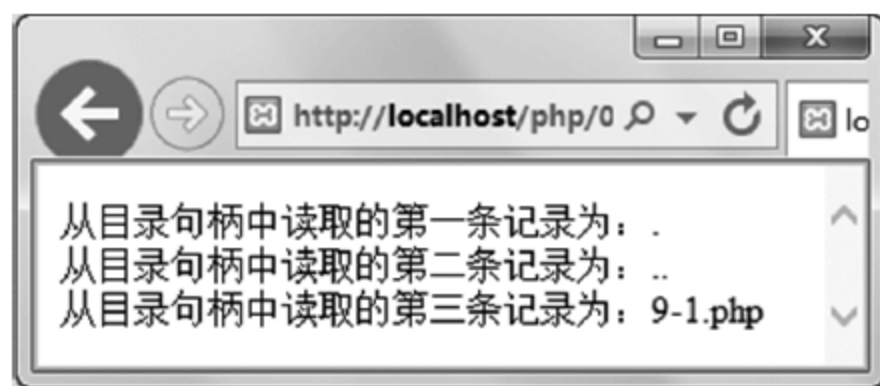 http://localhost/php/0
lo
从目录句柄中读取的第一条记录为：.
从目录句柄中读取的第二条记录为：..
从目录句柄中读取的第三条记录为：9-1.php